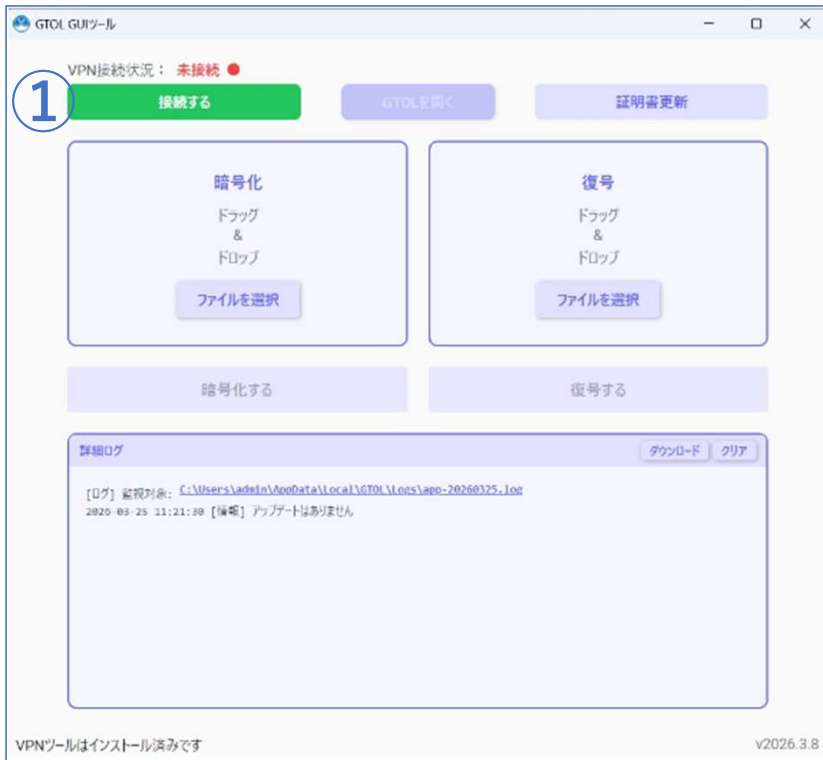 GTOL GUIツール
VPN接続状況： 未接続
①
接続する
GTOLを開く
証明書更新
暗号化
ドラッグ
&
ドロップ
ファイルを選択
復号
ドラッグ
&
ドロップ
ファイルを選択
暗号化する
復号する
詳細ログ
ダウンロード
クリア
[ログ] 監視対象: C:\Users\admin\AppData\Local\GTOL\Logs\app-20260325.log
2026-03-25 11:21:30 [情報] アップデートはありません
VPNツールはインストール済みです
v2026.3.8